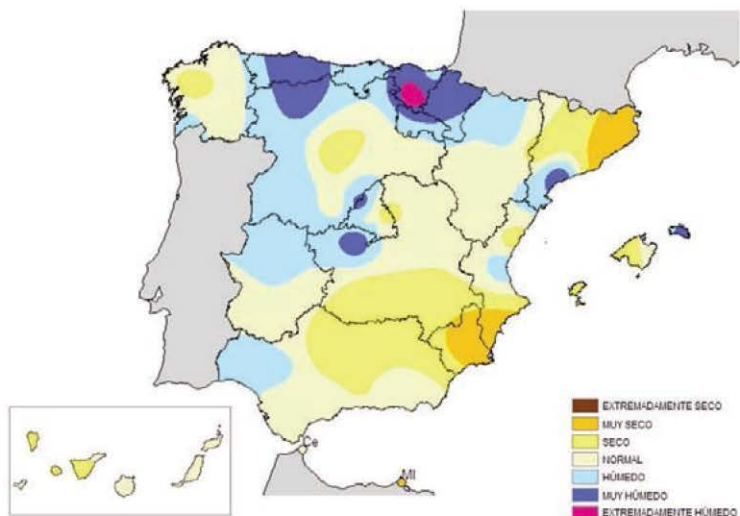 EXTREMADAMENTE SECO
MUY SECO
SECO
NORMAL
HÚMEDO
MUY HÚMEDO
EXTREMADAMENTE HÚMEDO
Ce
Ml